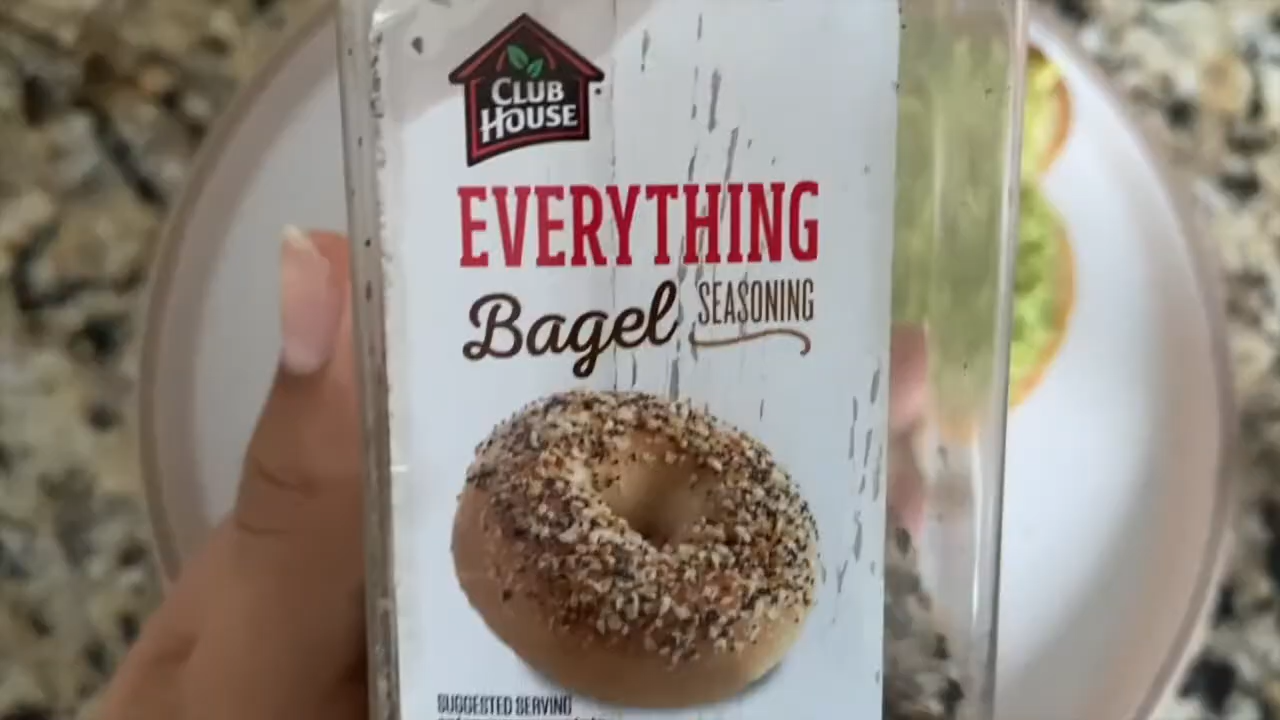 CLUB
HOUSE
EVERYTHING
Bagel SEASONING
SUGGESTED SERVING